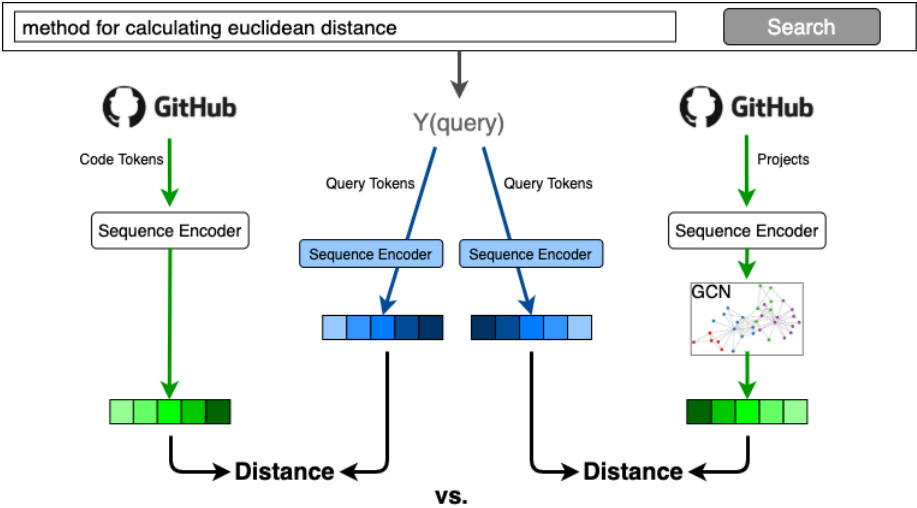 method for calculating euclidean distance
Search
GitHub
GitHub
Y(query)
Code Tokens
Projects
Query Tokens
Query Tokens
Sequence Encoder
Sequence Encoder
Sequence Encoder
Sequence Encoder
GCN
Distance
Distance
vs.